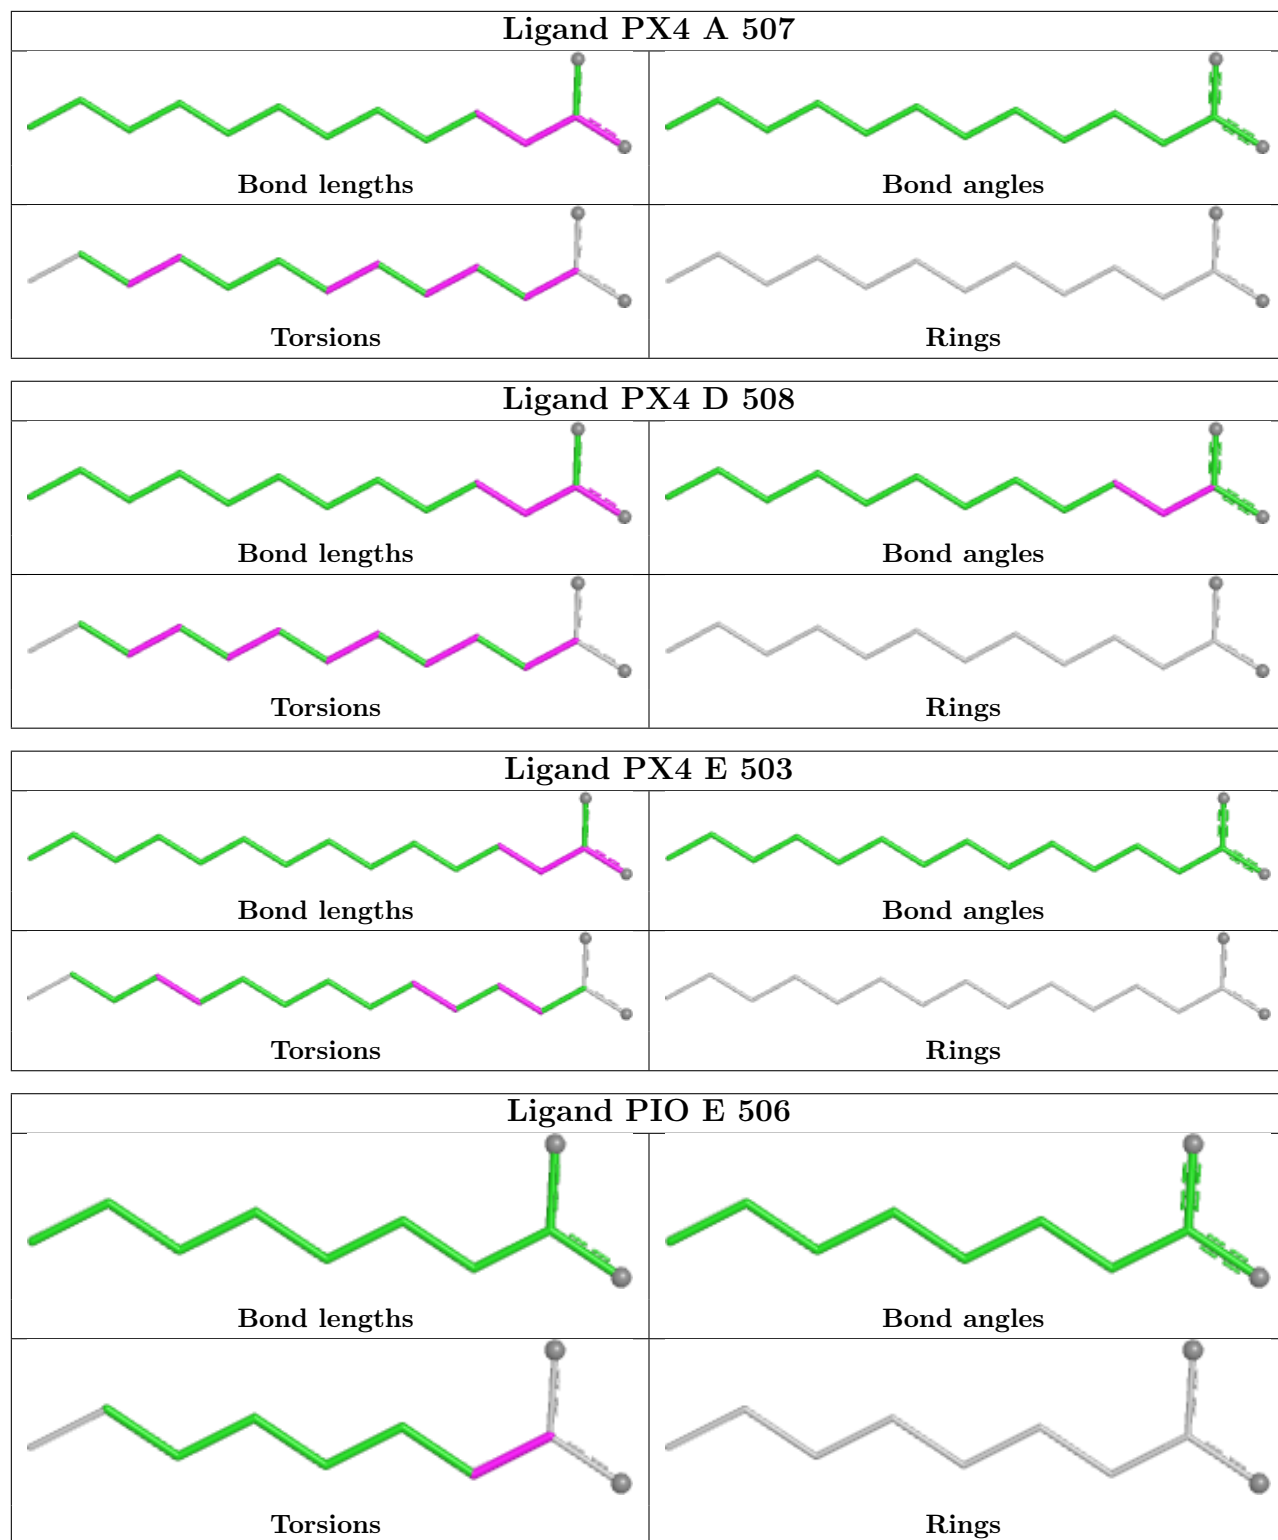 Ligand PX4 A 507
Bond lengths
Bond angles
Torsions
Rings
Ligand PX4 D 508
Bond lengths
Bond angles
Torsions
Rings
Ligand PX4 E 503
Bond lengths
Bond angles
Torsions
Rings
Ligand PIO E 506
Bond lengths
Bond angles
Torsions
Rings